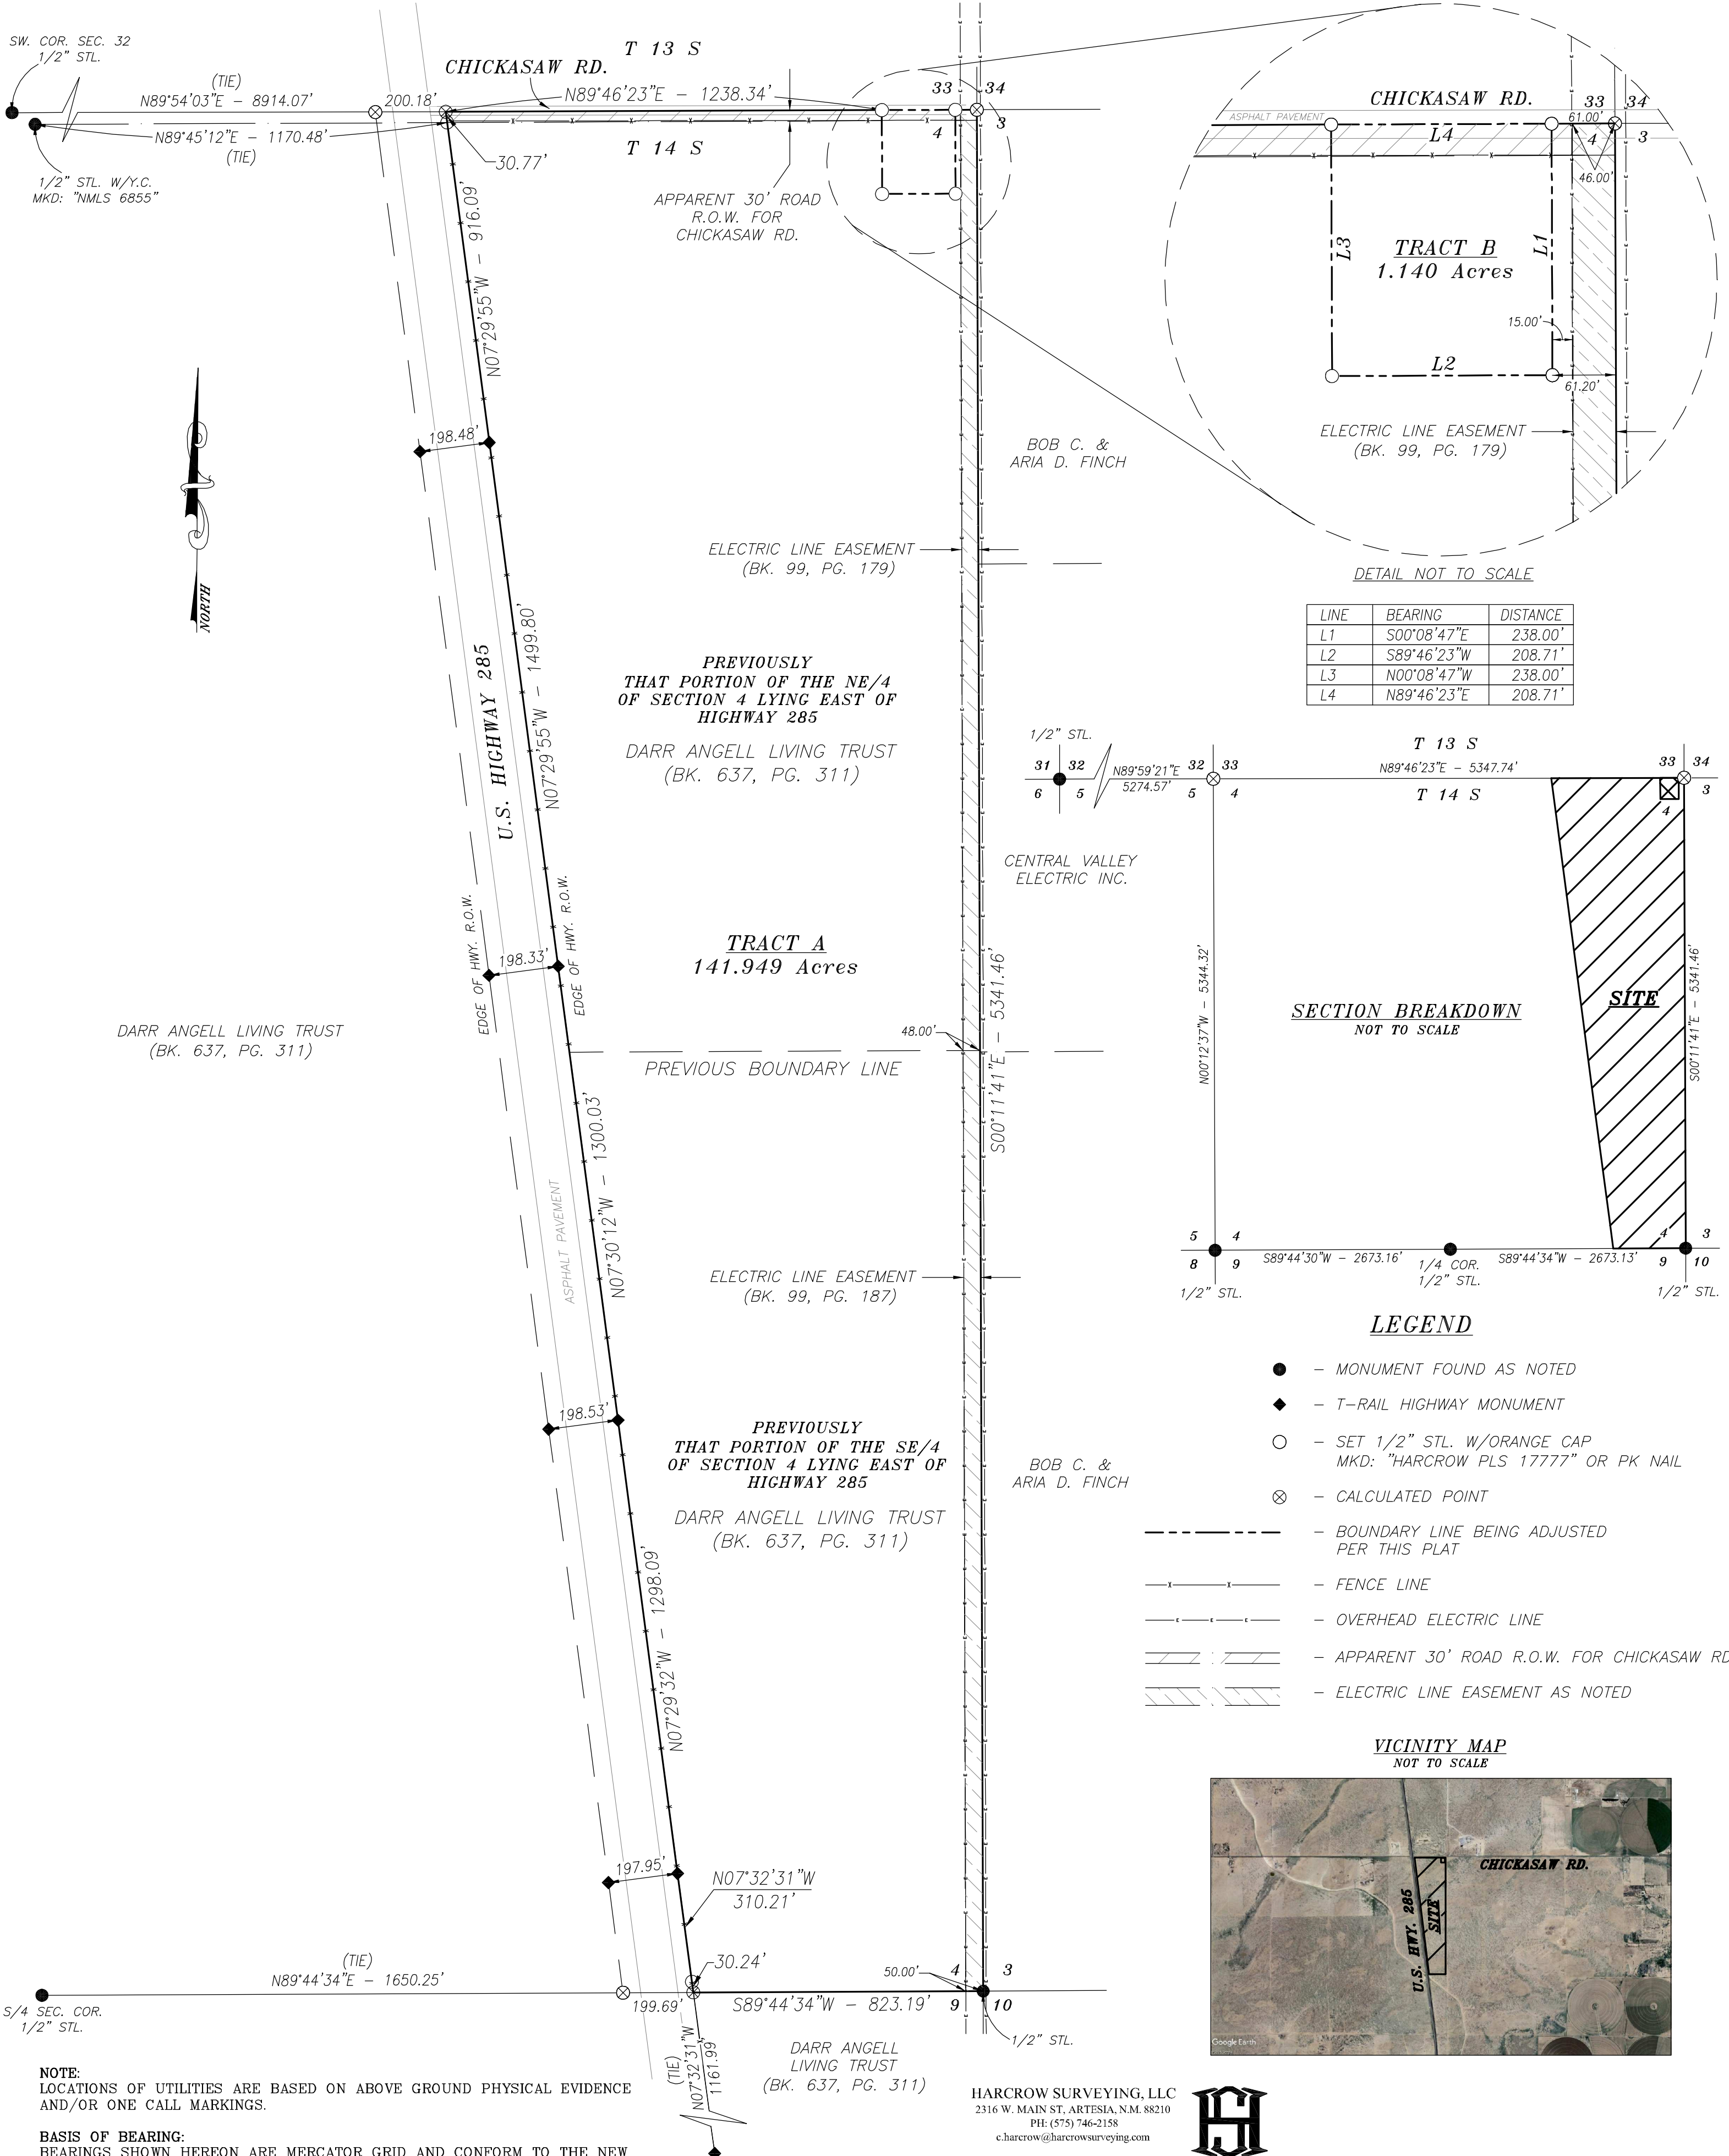 SW. COR. SEC. 32
1/2" STL.
(TIE)
N89°54'03"E - 8914.07'
200.18'
N89°45'12"E - 1170.48'
(TIE)
1/2" STL. W/Y.C.
MKD: "NMLS 6855"
T 13 S
CHICKASAW RD.
N89°46'23"E - 1238.34'
33
34
4
3
T 14 S
30.77'
APPARENT 30' ROAD
R.O.W. FOR
CHICKASAW RD.
CHICKASAW RD.
ASPHALT PAVEMENT
33
34
61.00'
L4
4
3
46.00'
L3
TRACT B
1.140 Acres
L1
15.00'
L2
61.20'
ELECTRIC LINE EASEMENT
(BK. 99, PG. 179)
DETAIL NOT TO SCALE
LINE BEARING DISTANCE
L1 S00°08'47"E 238.00'
L2 S89°46'23"W 208.71'
L3 N00°08'47"W 238.00'
L4 N89°46'23"E 208.71'
NORTH
N07°29'55"W - 916.09'
198.48'
BOB C. &
ARIA D. FINCH
ELECTRIC LINE EASEMENT
(BK. 99, PG. 179)
U.S. HIGHWAY 285
N07°29'55"W - 1499.80'
PREVIOUSLY
THAT PORTION OF THE NE/4
OF SECTION 4 LYING EAST OF
HIGHWAY 285
DARR ANGELL LIVING TRUST
(BK. 637, PG. 311)
CENTRAL VALLEY
ELECTRIC INC.
EDGE OF HWY. R.O.W.
198.33'
EDGE OF HWY. R.O.W.
TRACT A
141.949 Acres
DARR ANGELL LIVING TRUST
(BK. 637, PG. 311)
48.00'
PREVIOUS BOUNDARY LINE
S00°11'41"E - 5341.46'
ASPHALT PAVEMENT
N07°30'12"W - 1300.03'
ELECTRIC LINE EASEMENT
(BK. 99, PG. 187)
198.53'
PREVIOUSLY
THAT PORTION OF THE SE/4
OF SECTION 4 LYING EAST OF
HIGHWAY 285
DARR ANGELL LIVING TRUST
(BK. 637, PG. 311)
BOB C. &
ARIA D. FINCH
N07°29'32"W - 1298.09'
197.95'
N07°32'31"W
310.21'
(TIE)
N89°44'34"E - 1650.25'
S/4 SEC. COR.
1/2" STL.
199.69'
30.24'
S89°44'34"W - 823.19'
50.00'
4
3
9
10
1/2" STL.
(TIE)
N07°32'31"W
1161.99'
DARR ANGELL
LIVING TRUST
(BK. 637, PG. 311)
1/2" STL.
31
32
6
5
N89°59'21"E
5274.57'
32
33
5
4
T 13 S
N89°46'23"E - 5347.74'
T 14 S
33
34
4
3
N00°12'37"W - 5344.32'
SECTION BREAKDOWN
NOT TO SCALE
SITE
S00°11'41"E - 5341.46'
5
4
8
9
1/2" STL.
S89°44'30"W - 2673.16'
1/4 COR.
1/2" STL.
S89°44'34"W - 2673.13'
4
3
9
10
1/2" STL.
LEGEND
- MONUMENT FOUND AS NOTED
- T-RAIL HIGHWAY MONUMENT
- SET 1/2" STL. W/ORANGE CAP
MKD: "HARCROW PLS 17777" OR PK NAIL
- CALCULATED POINT
- BOUNDARY LINE BEING ADJUSTED
PER THIS PLAT
- FENCE LINE
- OVERHEAD ELECTRIC LINE
- APPARENT 30' ROAD R.O.W. FOR CHICKASAW RD
- ELECTRIC LINE EASEMENT AS NOTED
VICINITY MAP
NOT TO SCALE
CHICKASAW RD.
U.S. HWY. 285
SITE
Google Earth
NOTE:
LOCATIONS OF UTILITIES ARE BASED ON ABOVE GROUND PHYSICAL EVIDENCE
AND/OR ONE CALL MARKINGS.
BASIS OF BEARING:
BEARINGS SHOWN HEREON ARE MERCATOR GRID AND CONFORM TO THE NEW
HARCROW SURVEYING, LLC
2316 W. MAIN ST, ARTESIA, N.M. 88210
PH: (575) 746-2158
c.harcrow@harcrowsurveying.com